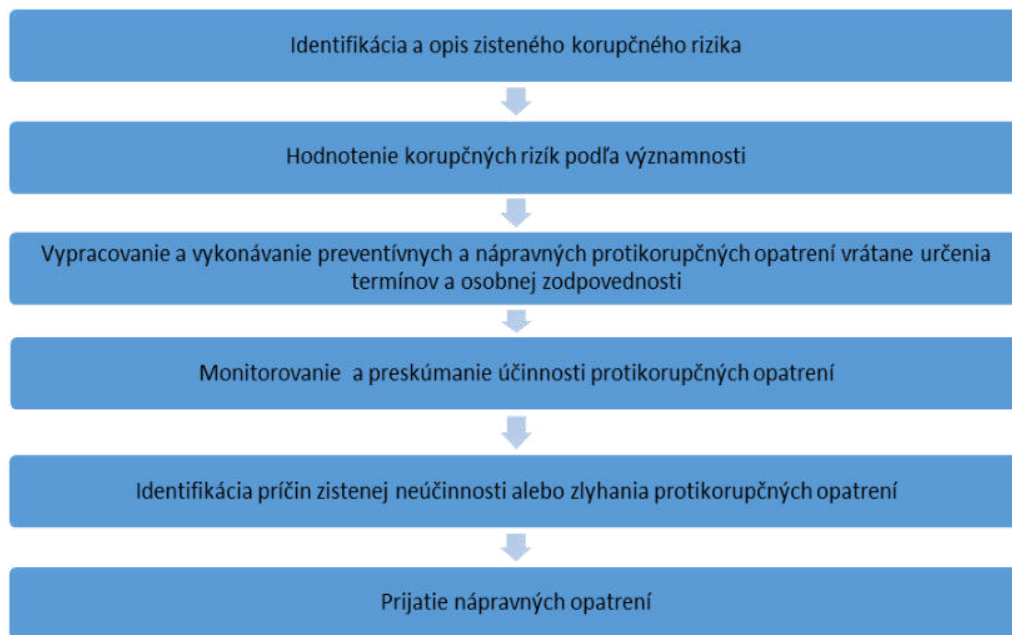 Identifikácia a opis zisteného korupčného rizika
Hodnotenie korupčných rizík podľa významnosti
Vypracovanie a vykonávanie preventívnych a nápravných protikorupčných opatrení vrátane určenia
termínov a osobnej zodpovednosti
Monitorovanie a preskúmanie účinnosti protikorupčných opatrení
Identifikácia príčin zistenej neúčinnosti alebo zlyhania protikorupčných opatrení
Prijatie nápravných opatrení